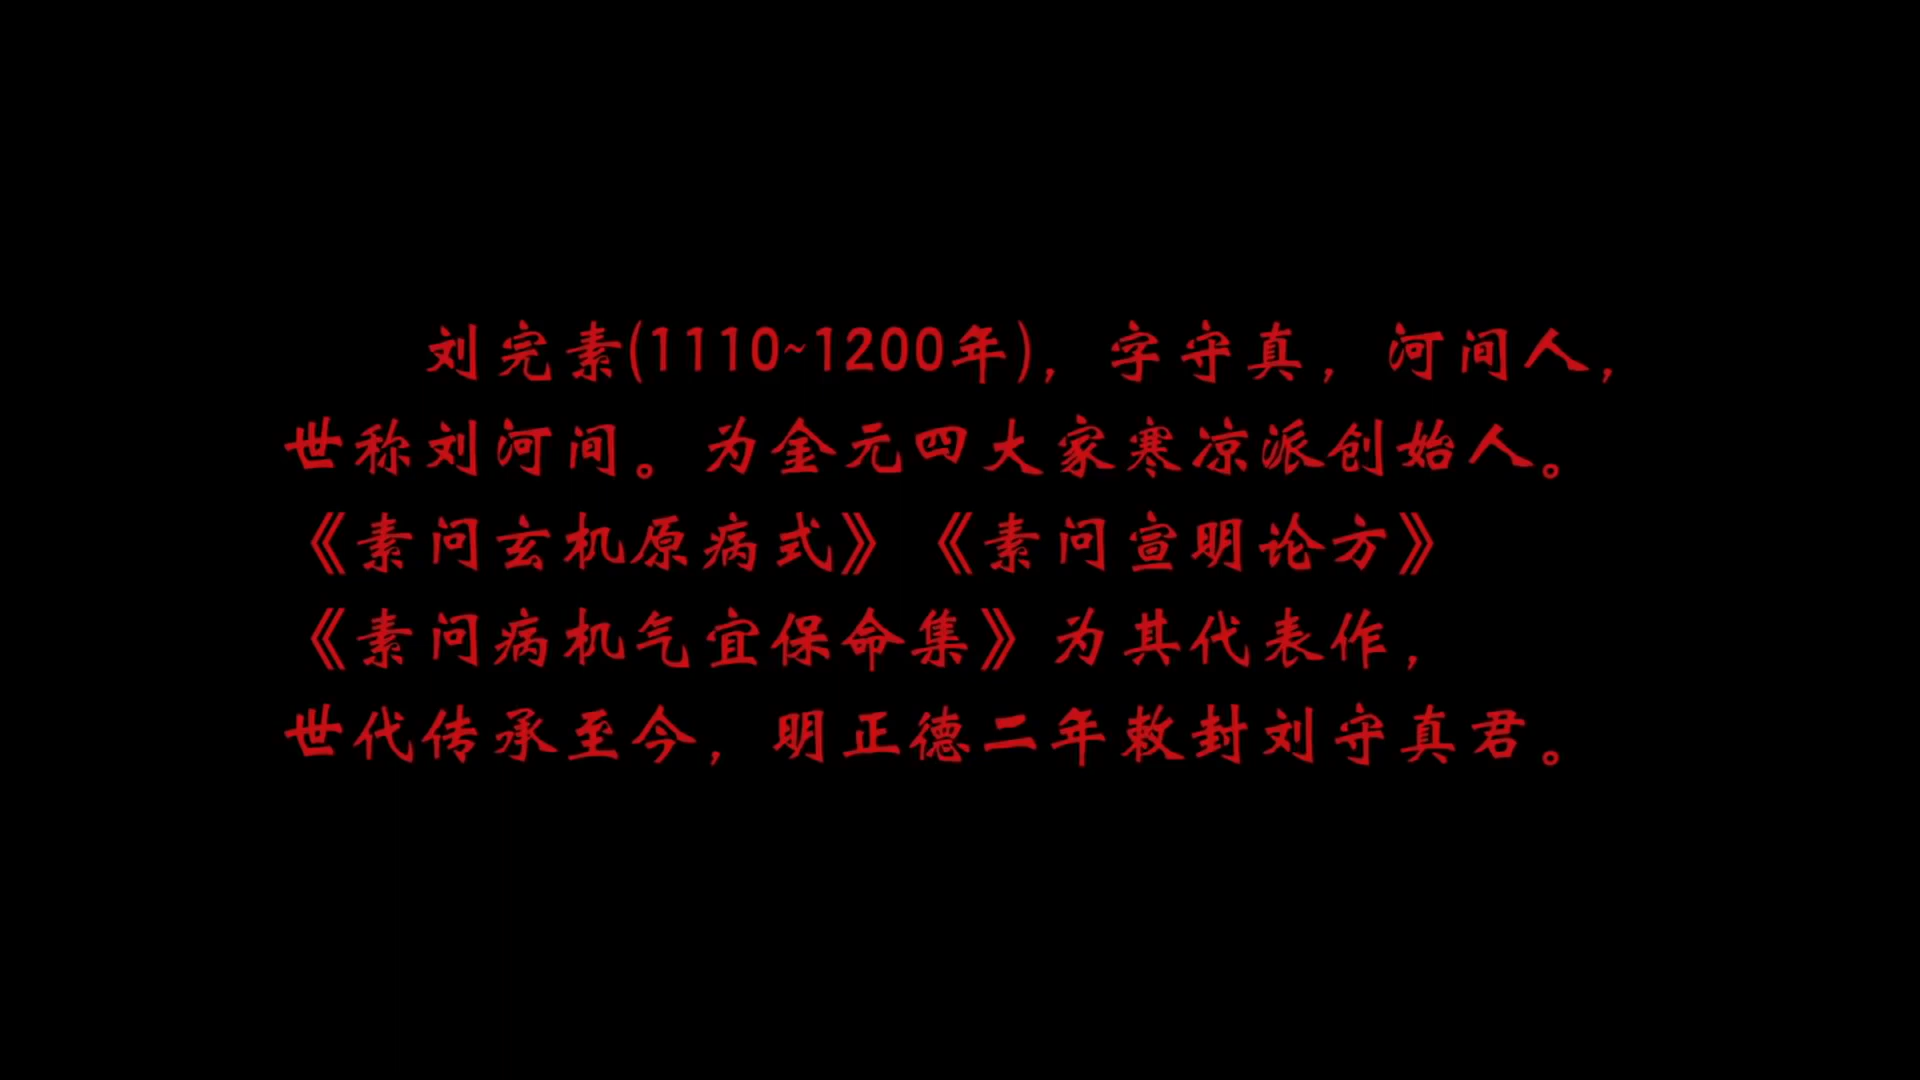 刘完素(1110~1200年)，字守真，河间人，
世称刘河间。为金元四大家寒凉派创始人。
《素问玄机原病式》《素问宣明论方》
《素问病机气宜保命集》为其代表作，
世代传承至今，明正德二年敕封刘守真君。